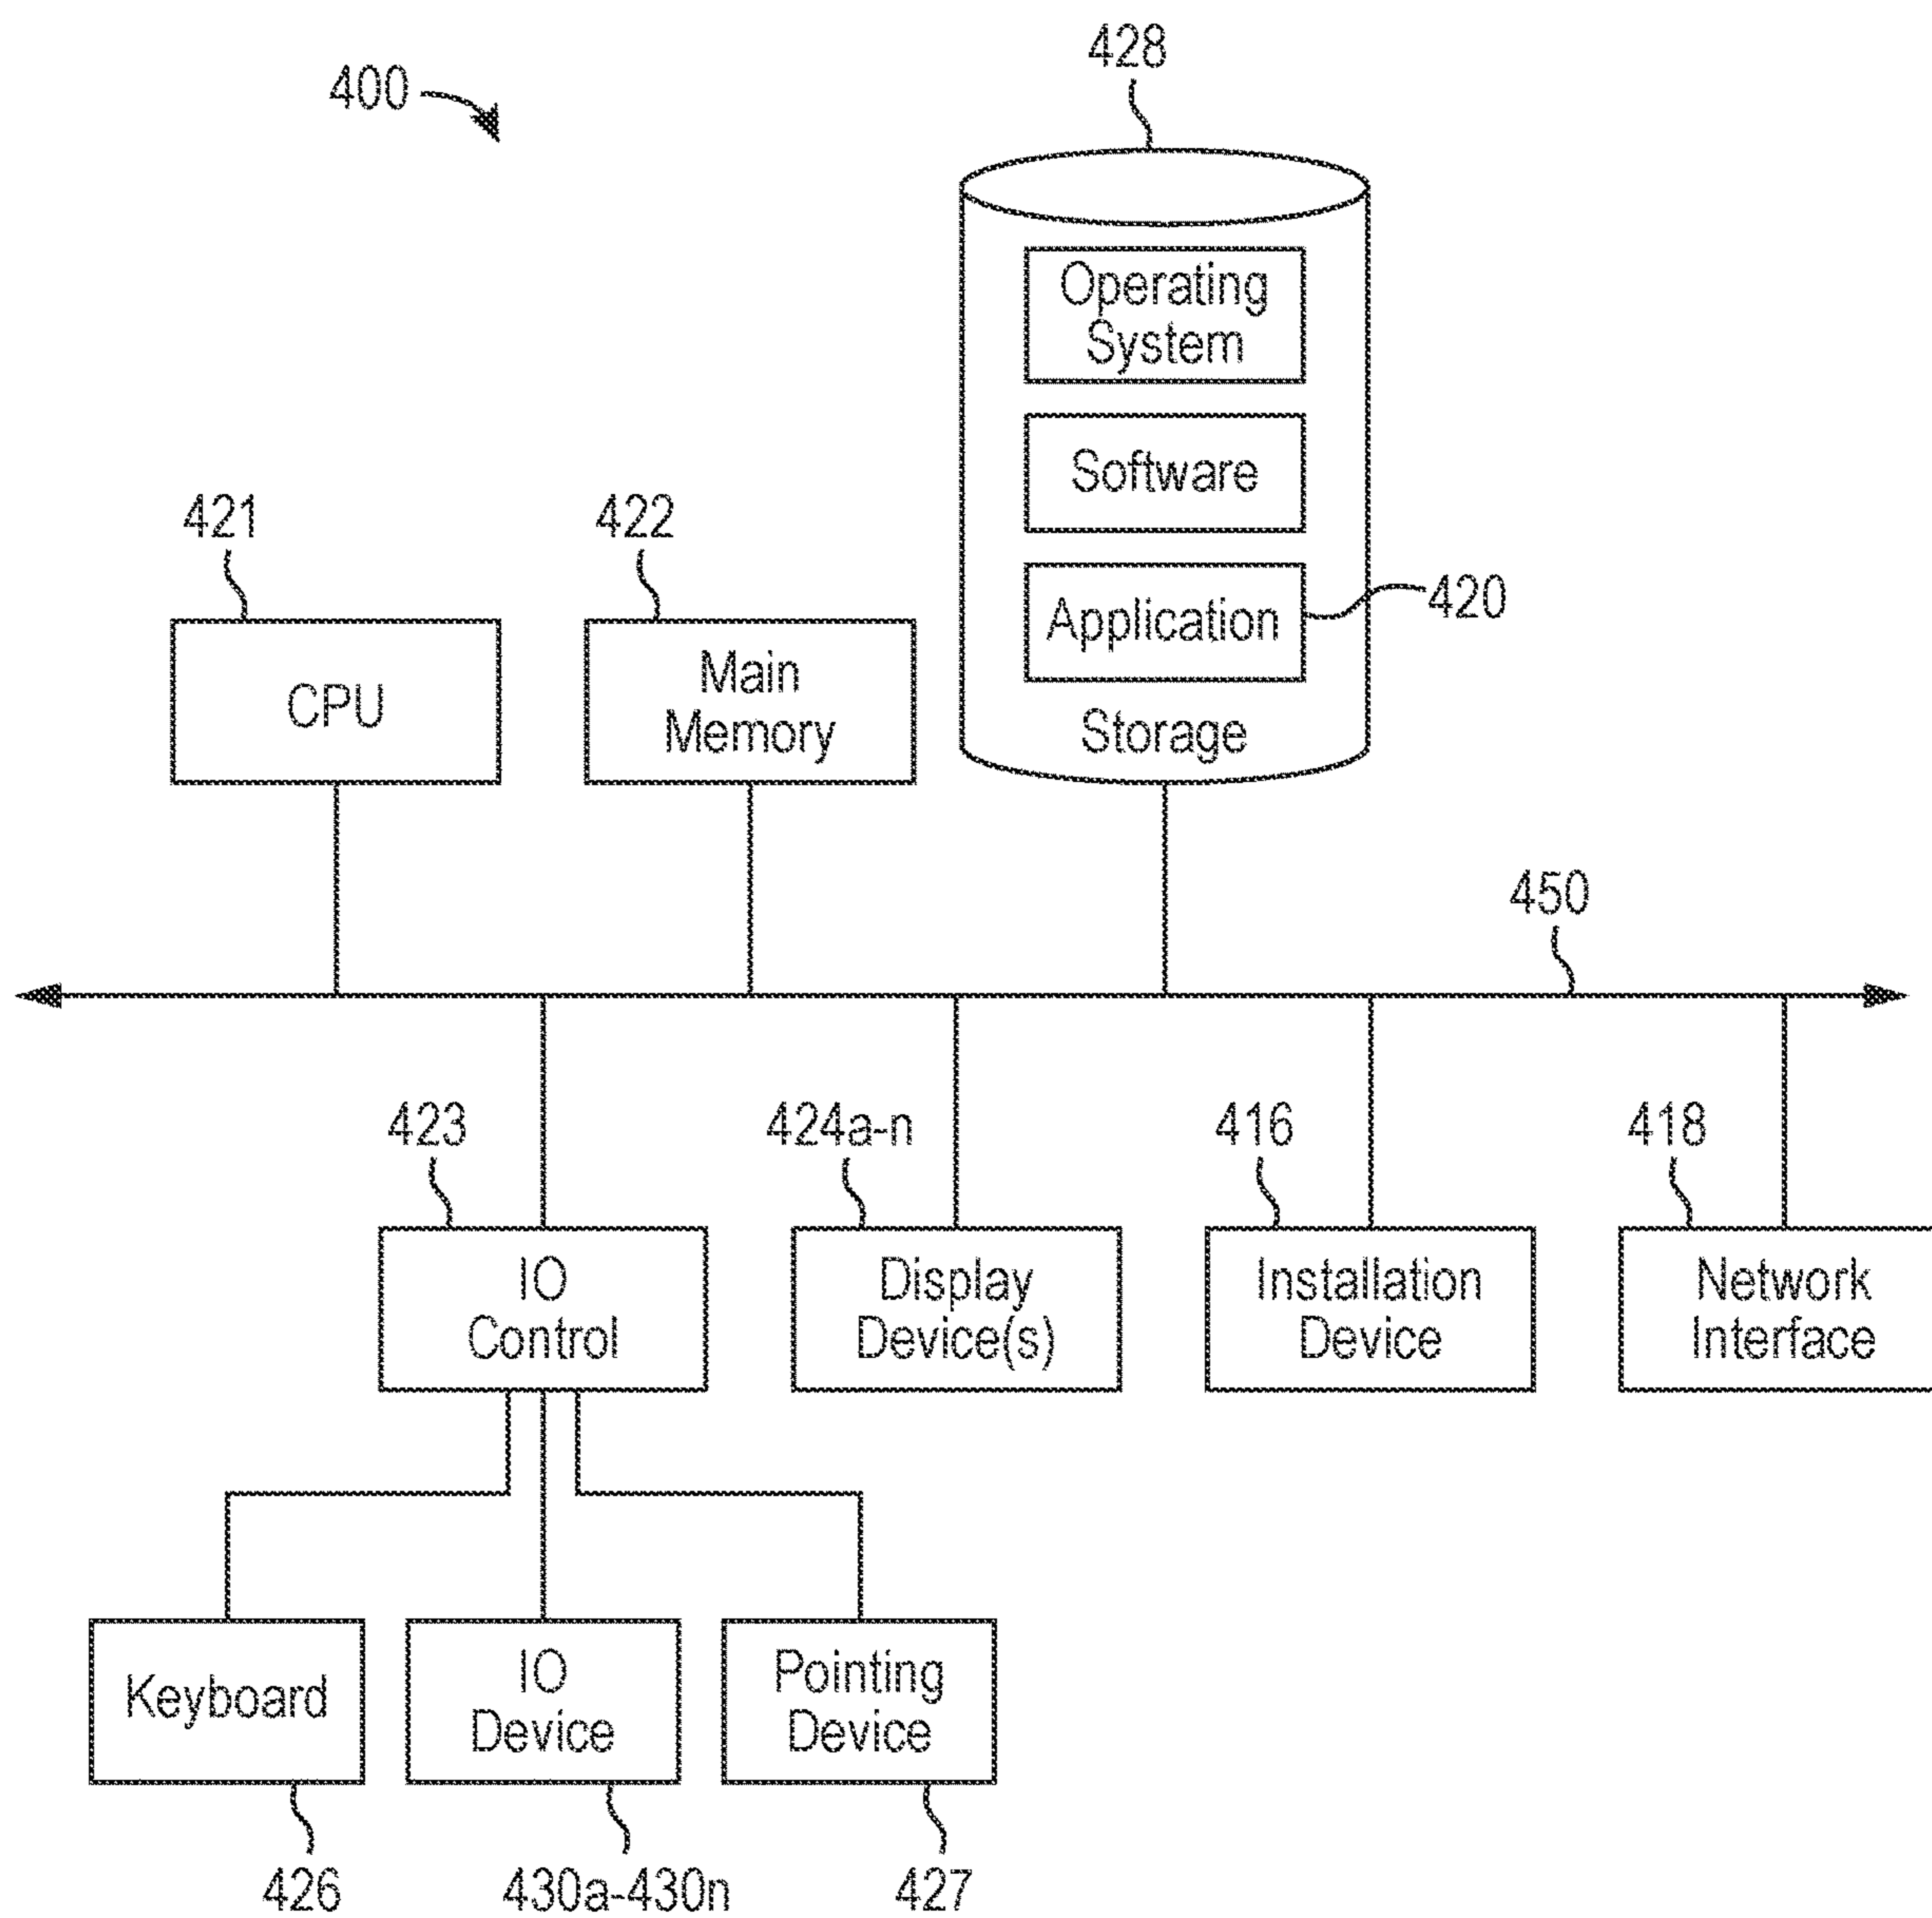 400
428
Operating
System
Software
Application
420
Storage
421
CPU
422
Main
Memory
450
423
IO
Control
424a-n
Display
Device(s)
416
Installation
Device
418
Network
Interface
Keyboard
426
IO
Device
430a-430n
Pointing
Device
427